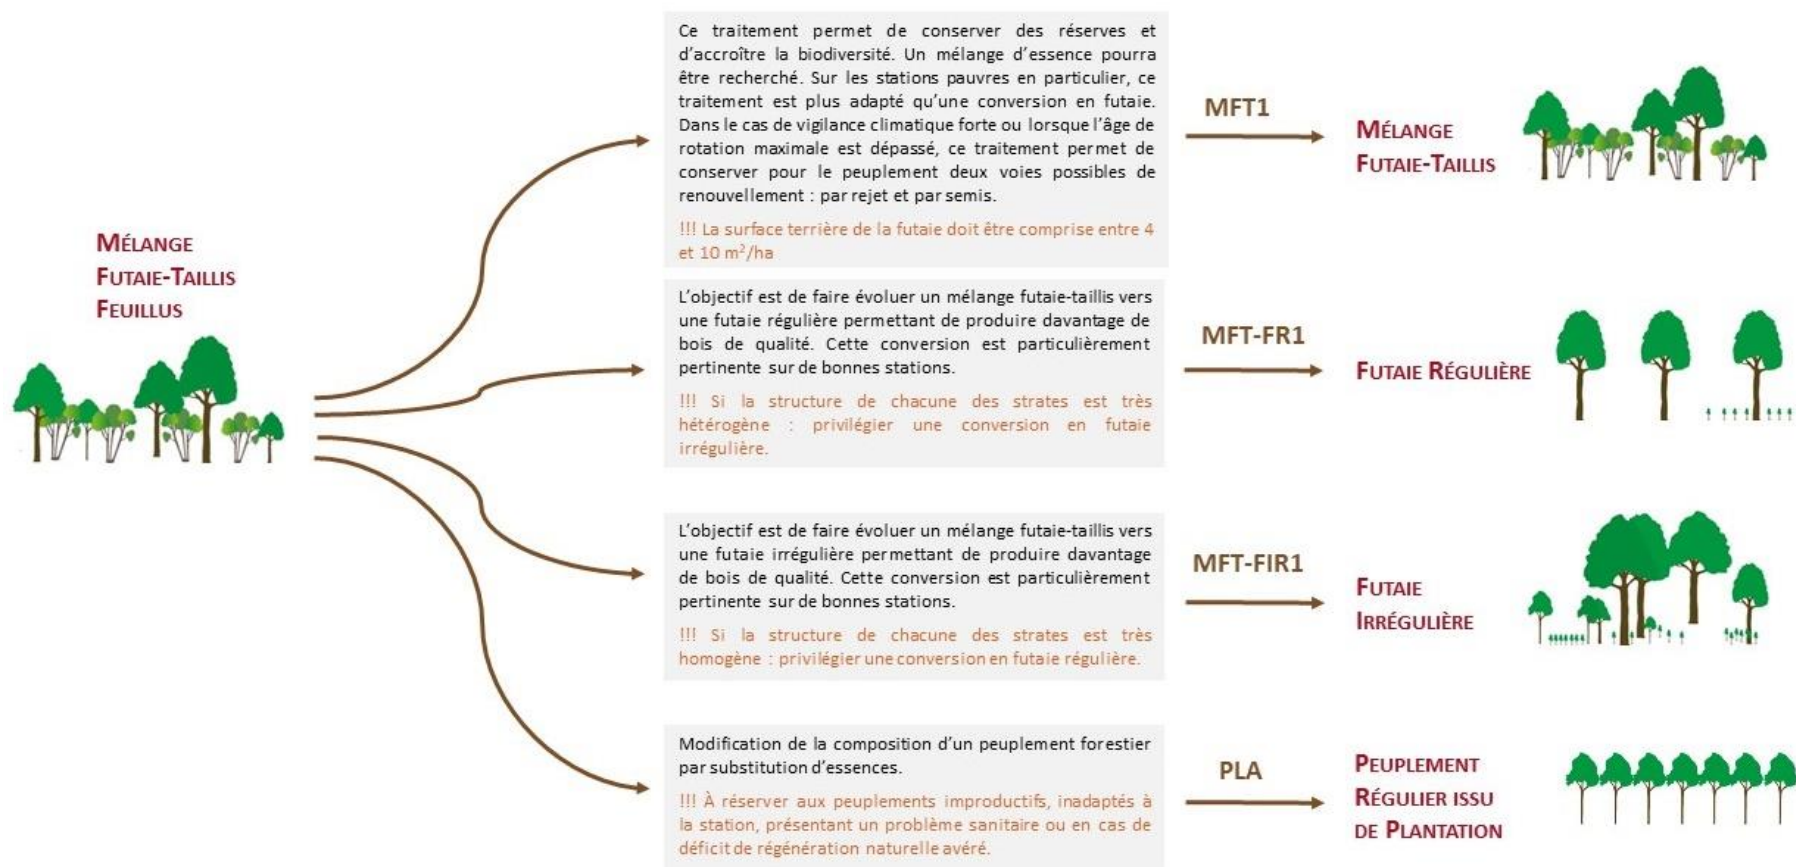 MÉLANGE
FUTAIE-TAILLIS
FEUILLUS
Ce traitement permet de conserver des réserves et
d'accroître la biodiversité. Un mélange d'essence pourra
être recherché. Sur les stations pauvres en particulier, ce
traitement est plus adapté qu'une conversion en futaie.
Dans le cas de vigilance climatique forte ou lorsque l'âge de
rotation maximale est dépassé, ce traitement permet de
conserver pour le peuplement deux voies possibles de
renouvellement : par rejet et par semis.
!!! La surface terrière de la futaie doit être comprise entre 4
et 10 m²/ha
MFT1
MÉLANGE
FUTAIE-TAILLIS
L'objectif est de faire évoluer un mélange futaie-taillis vers
une futaie régulière permettant de produire davantage de
bois de qualité. Cette conversion est particulièrement
pertinente sur de bonnes stations.
!!! Si la structure de chacune des strates est très
hétérogène : privilégier une conversion en futaie
irrégulière.
MFT-FR1
FUTAIE RÉGULIÈRE
L'objectif est de faire évoluer un mélange futaie-taillis vers
une futaie irrégulière permettant de produire davantage
de bois de qualité. Cette conversion est particulièrement
pertinente sur de bonnes stations.
!!! Si la structure de chacune des strates est très
homogène : privilégier une conversion en futaie régulière.
MFT-FIR1
FUTAIE
IRRÉGULIÈRE
Modification de la composition d'un peuplement forestier
par substitution d'essences.
!!! À réserver aux peuplements improductifs, inadaptés à
la station, présentant un problème sanitaire ou en cas de
déficit de régénération naturelle avéré.
PLA
PEUPLEMENT
RÉGULIER ISSU
DE PLANTATION